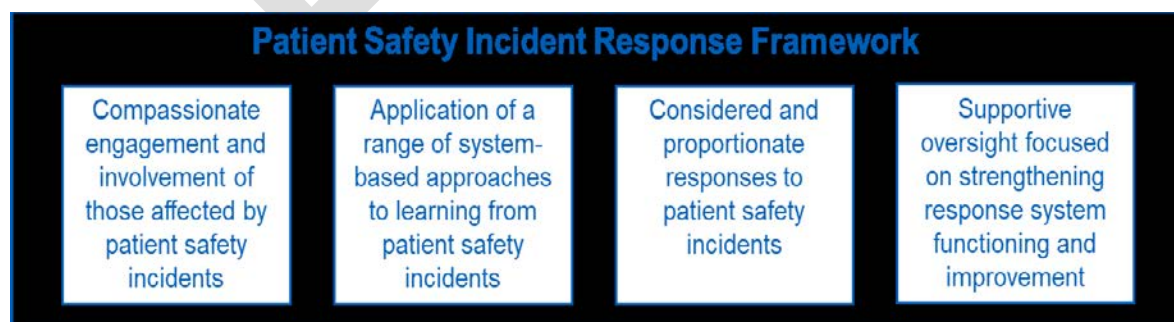 Patient Safety Incident Response Framework
Compassionate
engagement and
involvement of
those affected by
patient safety
incidents
Application of a
range of system-
based approaches
to learning from
patient safety
incidents
Considered and
proportionate
responses to
patient safety
incidents
Supportive
oversight focused
on strengthening
response system
functioning and
improvement